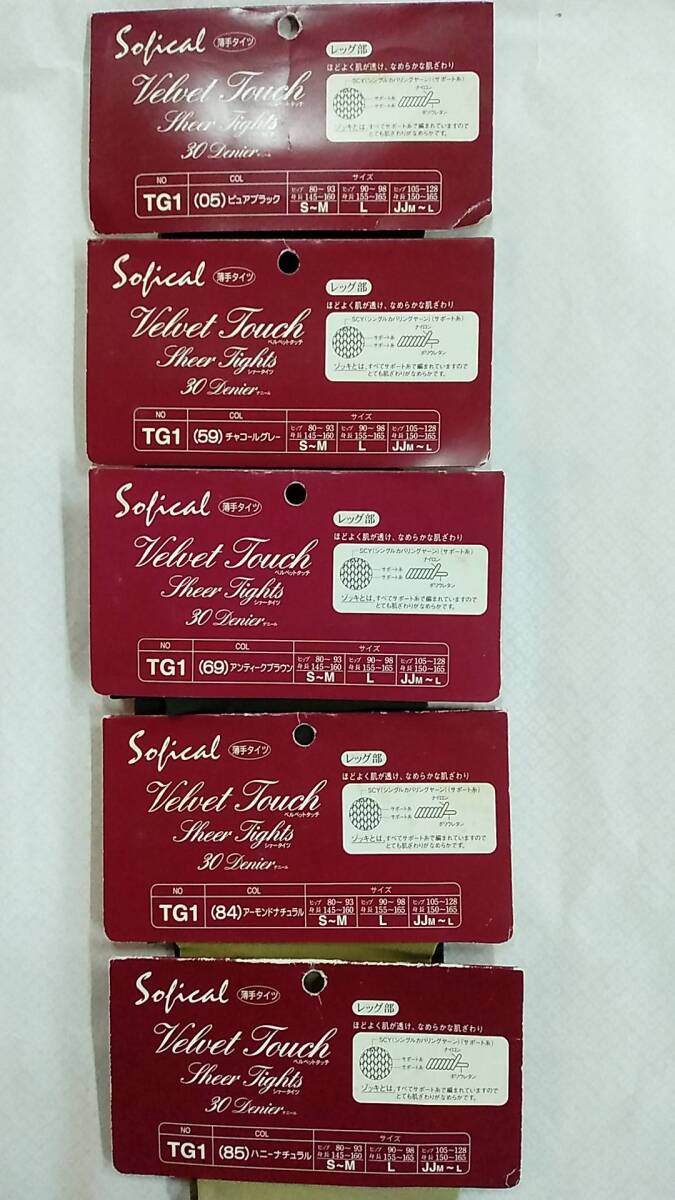 Sofical 薄手タイツ
Velvet Touch
ベルベットタッチ
Sheer Tights
30 Denier デニール
レッグ部
ほどよく肌が透け、なめらかな肌ざわり
SCY(シングルカバリングヤーン)(サポート糸)
ナイロン
サポート糸
サポート糸
ポリウレタン
ゾッキとは、すべてサポート糸で編まれていますので
とても肌ざわりがなめらかです。
NO COL サイズ
TG1 (05)ピュアブラック
ヒップ 80〜93 ヒップ 90〜98 ヒップ 105〜128
身長 145〜160 身長 155〜165 身長 150〜165
S~M L JJM~L
Sofical 薄手タイツ
Velvet Touch
ベルベットタッチ
Sheer Tights
シァータイツ
30 Denier デニール
レッグ部
ほどよく肌が透け、なめらかな肌ざわり
SCY(シングルカバリングヤーン)(サポート糸)
ナイロン
サポート糸
サポート糸
ポリウレタン
ゾッキとは、すべてサポート糸で編まれていますので
とても肌ざわりがなめらかです。
NO COL サイズ
TG1 (59)チャコールグレー
ヒップ 80〜93 ヒップ 90〜98 ヒップ 105〜128
身長 145〜160 身長 155〜165 身長 150〜165
S~M L JJM~L
Sofical 薄手タイツ
Velvet Touch
ベルベットタッチ
Sheer Tights
シァータイツ
30 Denier デニール
レッグ部
ほどよく肌が透け、なめらかな肌ざわり
SCY(シングルカバリングヤーン)(サポート糸)
ナイロン
サポート糸
サポート糸
ポリウレタン
ゾッキとは、すべてサポート糸で編まれていますので
とても肌ざわりがなめらかです。
NO COL サイズ
TG1 (69)アンティークブラウン
ヒップ 80〜93 ヒップ 90〜98 ヒップ 105〜128
身長 145〜160 身長 155〜165 身長 150〜165
S~M L JJM~L
Sofical 薄手タイツ
Velvet Touch
ベルベットタッチ
Sheer Tights
シァータイツ
30 Denier デニール
レッグ部
ほどよく肌が透け、なめらかな肌ざわり
SCY(シングルカバリングヤーン)(サポート糸)
ナイロン
サポート糸
サポート糸
ポリウレタン
ゾッキとは、すべてサポート糸で編まれていますので
とても肌ざわりがなめらかです。
NO COL サイズ
TG1 (84)アーモンドナチュラル
ヒップ 80〜93 ヒップ 90〜98 ヒップ 105〜128
身長 145〜160 身長 155〜165 身長 150〜165
S~M L JJM~L
Sofical 薄手タイツ
Velvet Touch
ベルベットタッチ
Sheer Tights
シァータイツ
30 Denier デニール
レッグ部
ほどよく肌が透け、なめらかな肌ざわり
SCY(シングルカバリングヤーン)(サポート糸)
ナイロン
サポート糸
サポート糸
ポリウレタン
ゾッキとは、すべてサポート糸で編まれていますので
とても肌ざわりがなめらかです。
NO COL サイズ
TG1 (85)ハニーナチュラル
ヒップ 80〜93 ヒップ 90〜98 ヒップ 105〜128
身長 145〜160 身長 155〜165 身長 150〜165
S~M L JJM~L